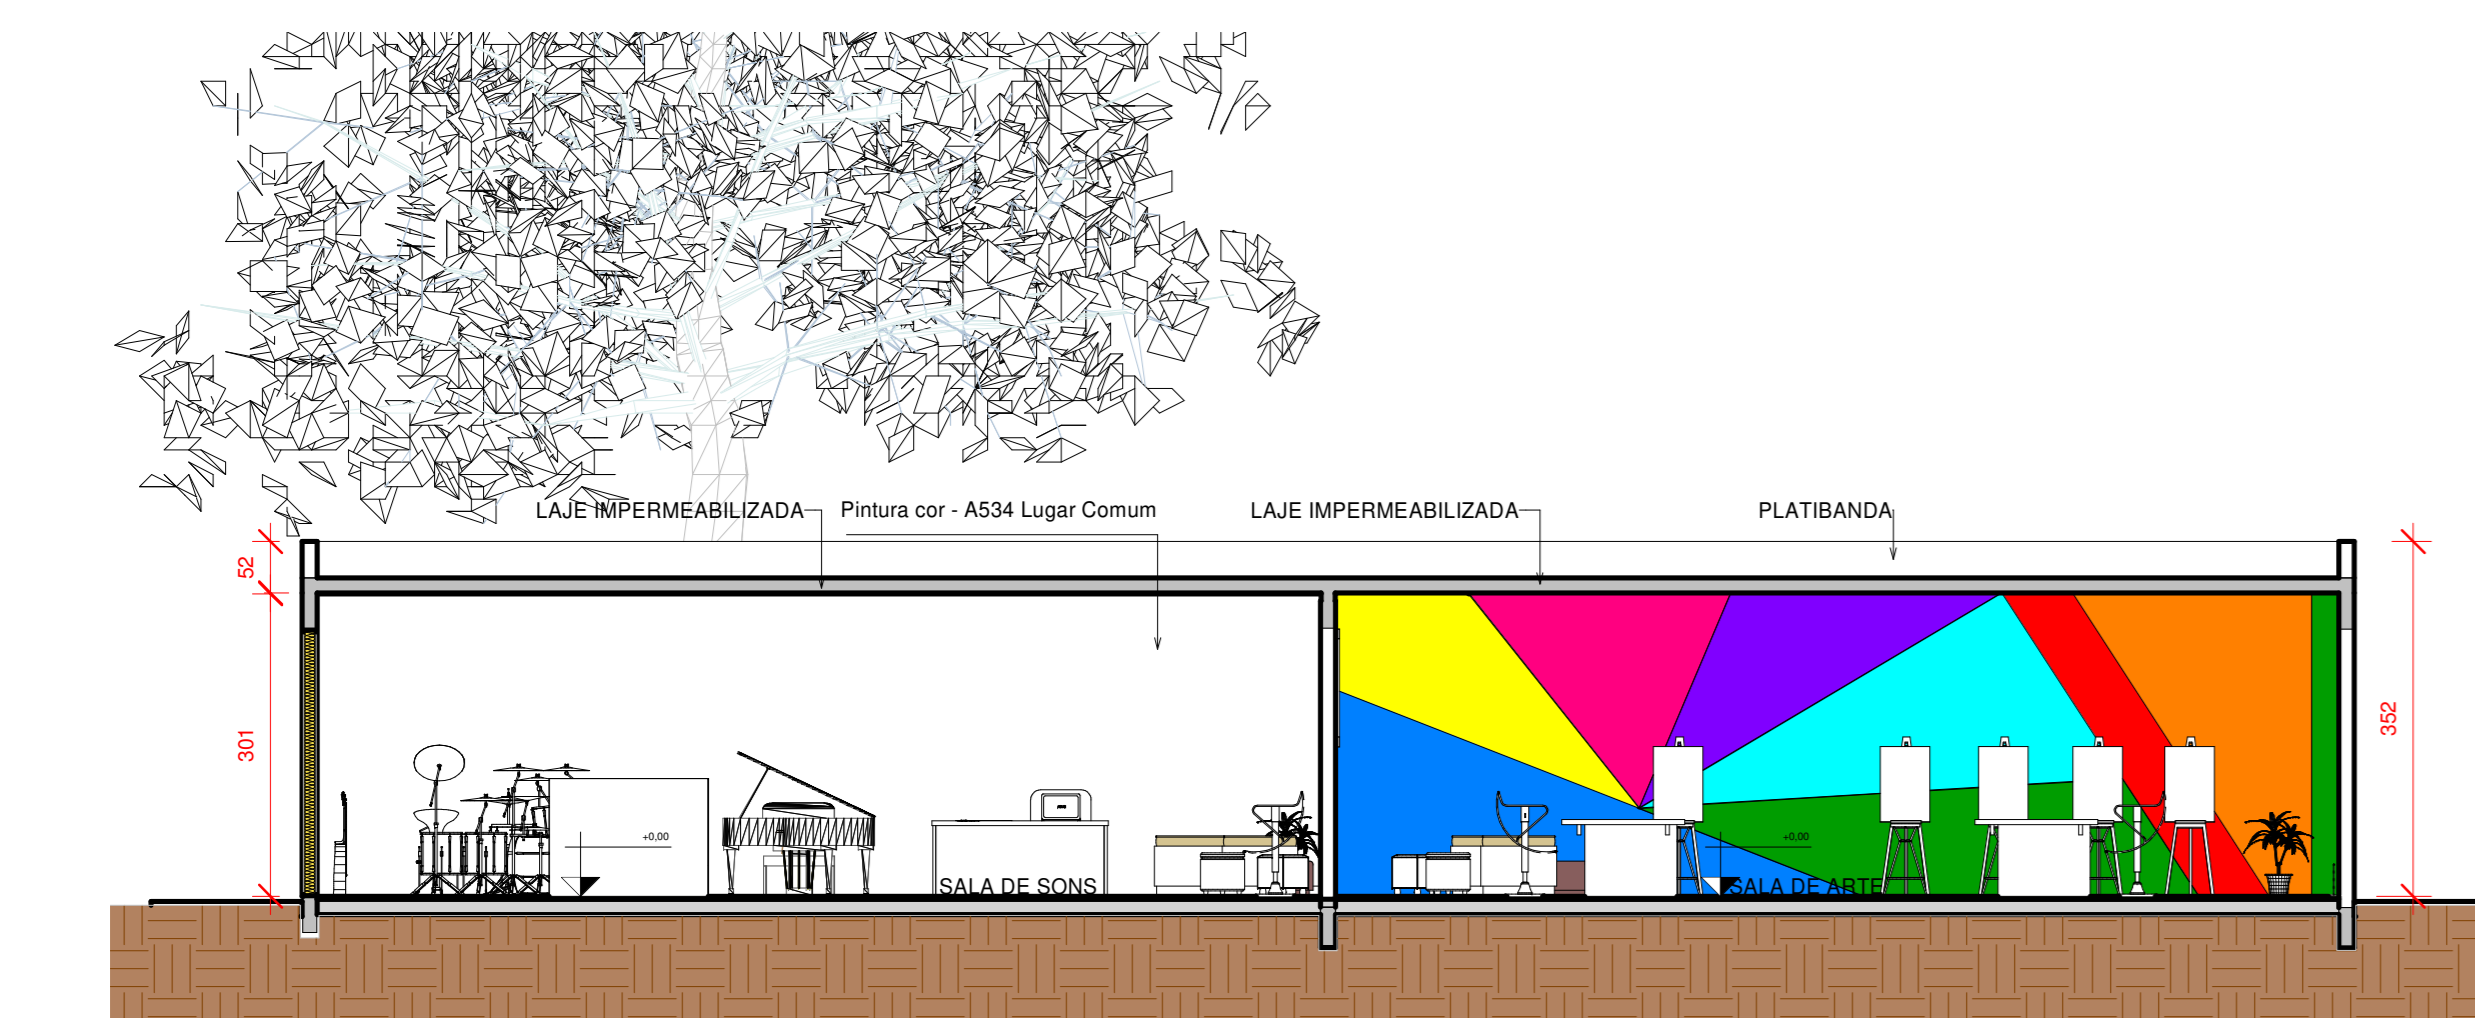 LAJE IMPERMEABILIZADA
Pintura cor - A534 Lugar Comum
LAJE IMPERMEABILIZADA
PLATIBANDA
52
301
352
+0,00
+0,00
SALA DE SONS
SALA DE ARTE